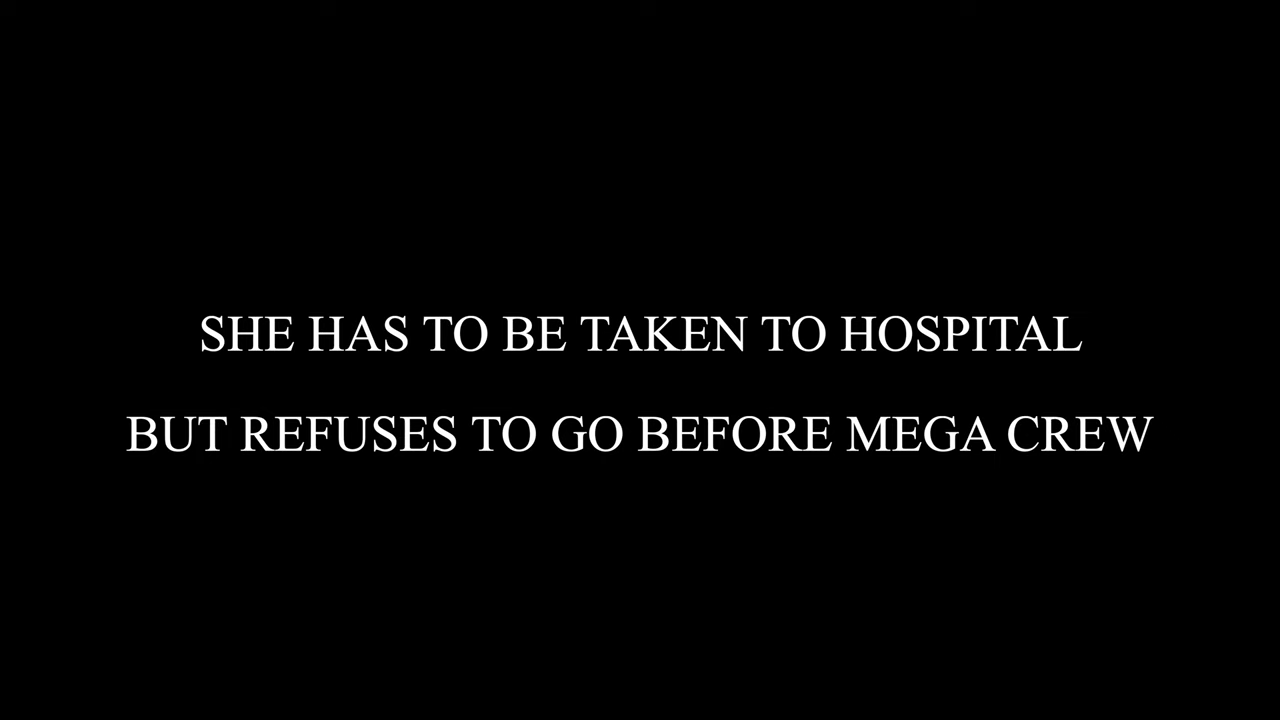 SHE HAS TO BE TAKEN TO HOSPITAL
BUT REFUSES TO GO BEFORE MEGA CREW